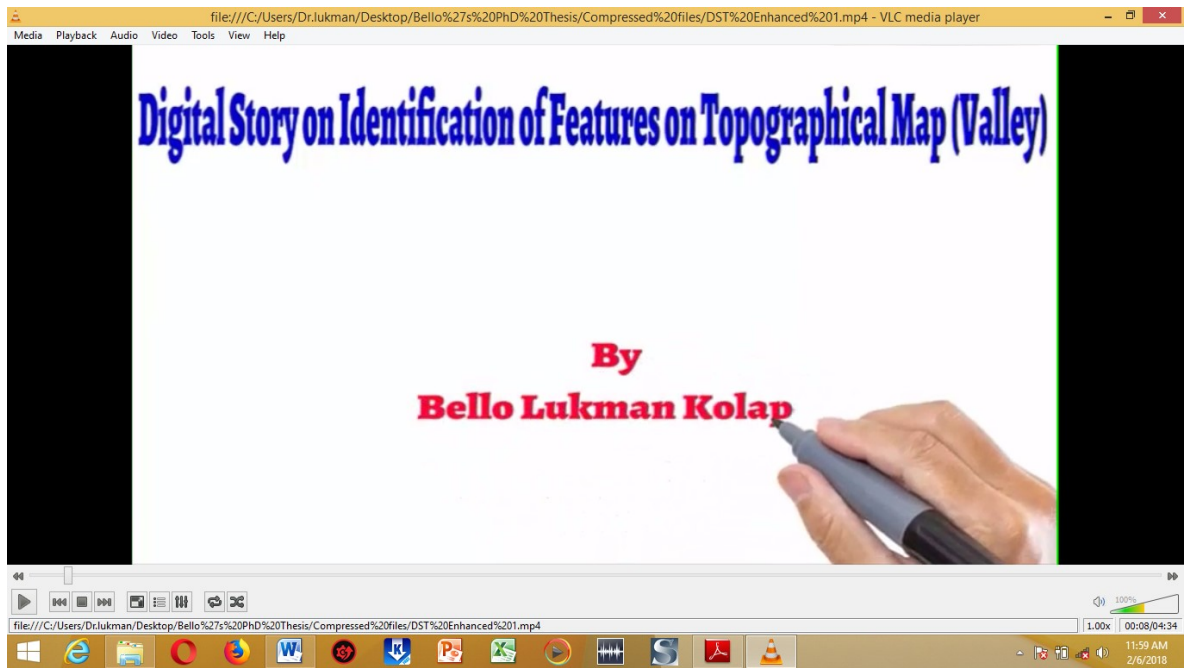 file:///C:/Users/Dr.lukman/Desktop/Bello%27s%20PhD%20Thesis/Compressed%20files/DST%20Enhanced%201.mp4 - VLC media player
Media Playback Audio Video Tools View Help
Digital Story on Identification of Features on Topographical Map (Valley)
By
Bello Lukman Kolap
100%
file:///C:/Users/Dr.lukman/Desktop/Bello%27s%20PhD%20Thesis/Compressed%20files/DST%20Enhanced%201.mp4 1.00x 00:08/04:34
11:59 AM
2/6/2018